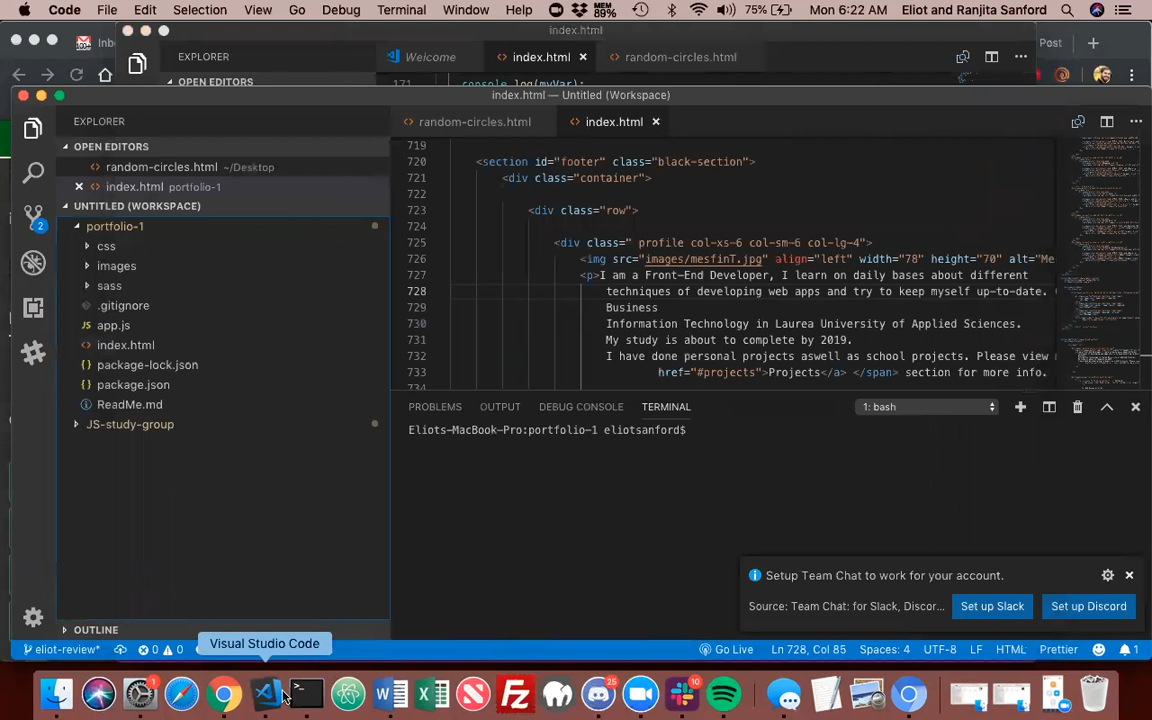 Code File Edit Selection View Go Debug Terminal Window Help MEM 89% 75% Mon 6:22 AM Eliot and Ranjita Sanford
index.html
EXPLORER Welcome index.html random-circles.html
Post
OPEN EDITORS
171 console.log(myVar);
index.html — Untitled (Workspace)
EXPLORER
random-circles.html index.html
OPEN EDITORS
random-circles.html ~/Desktop
index.html portfolio-1
UNTITLED (WORKSPACE)
portfolio-1
css
images
sass
.gitignore
app.js
index.html
package-lock.json
package.json
ReadMe.md
JS-study-group
OUTLINE
2
719
720 <section id="footer" class="black-section">
721 <div class="container">
722
723 <div class="row">
724
725 <div class=" profile col-xs-6 col-sm-6 col-lg-4">
726 <img src="images/mesfinT.jpg" align="left" width="78" height="70" alt="Me
727 <p>I am a Front-End Developer, I learn on daily bases about different
728 techniques of developing web apps and try to keep myself up-to-date.
729 Business
730 Information Technology in Laurea University of Applied Sciences.
731 My study is about to complete by 2019.
732 I have done personal projects aswell as school projects. Please view
733 href="#projects">Projects</a> </span> section for more info.
734
PROBLEMS OUTPUT DEBUG CONSOLE TERMINAL 1: bash
Eliots-MacBook-Pro:portfolio-1 eliotsanford$
Setup Team Chat to work for your account.
Source: Team Chat: for Slack, Discor... Set up Slack Set up Discord
Visual Studio Code
eliot-review* 0 0 Ln 728, Col 85 Spaces: 4 UTF-8 LF HTML Go Live Prettier 1
1 25 10